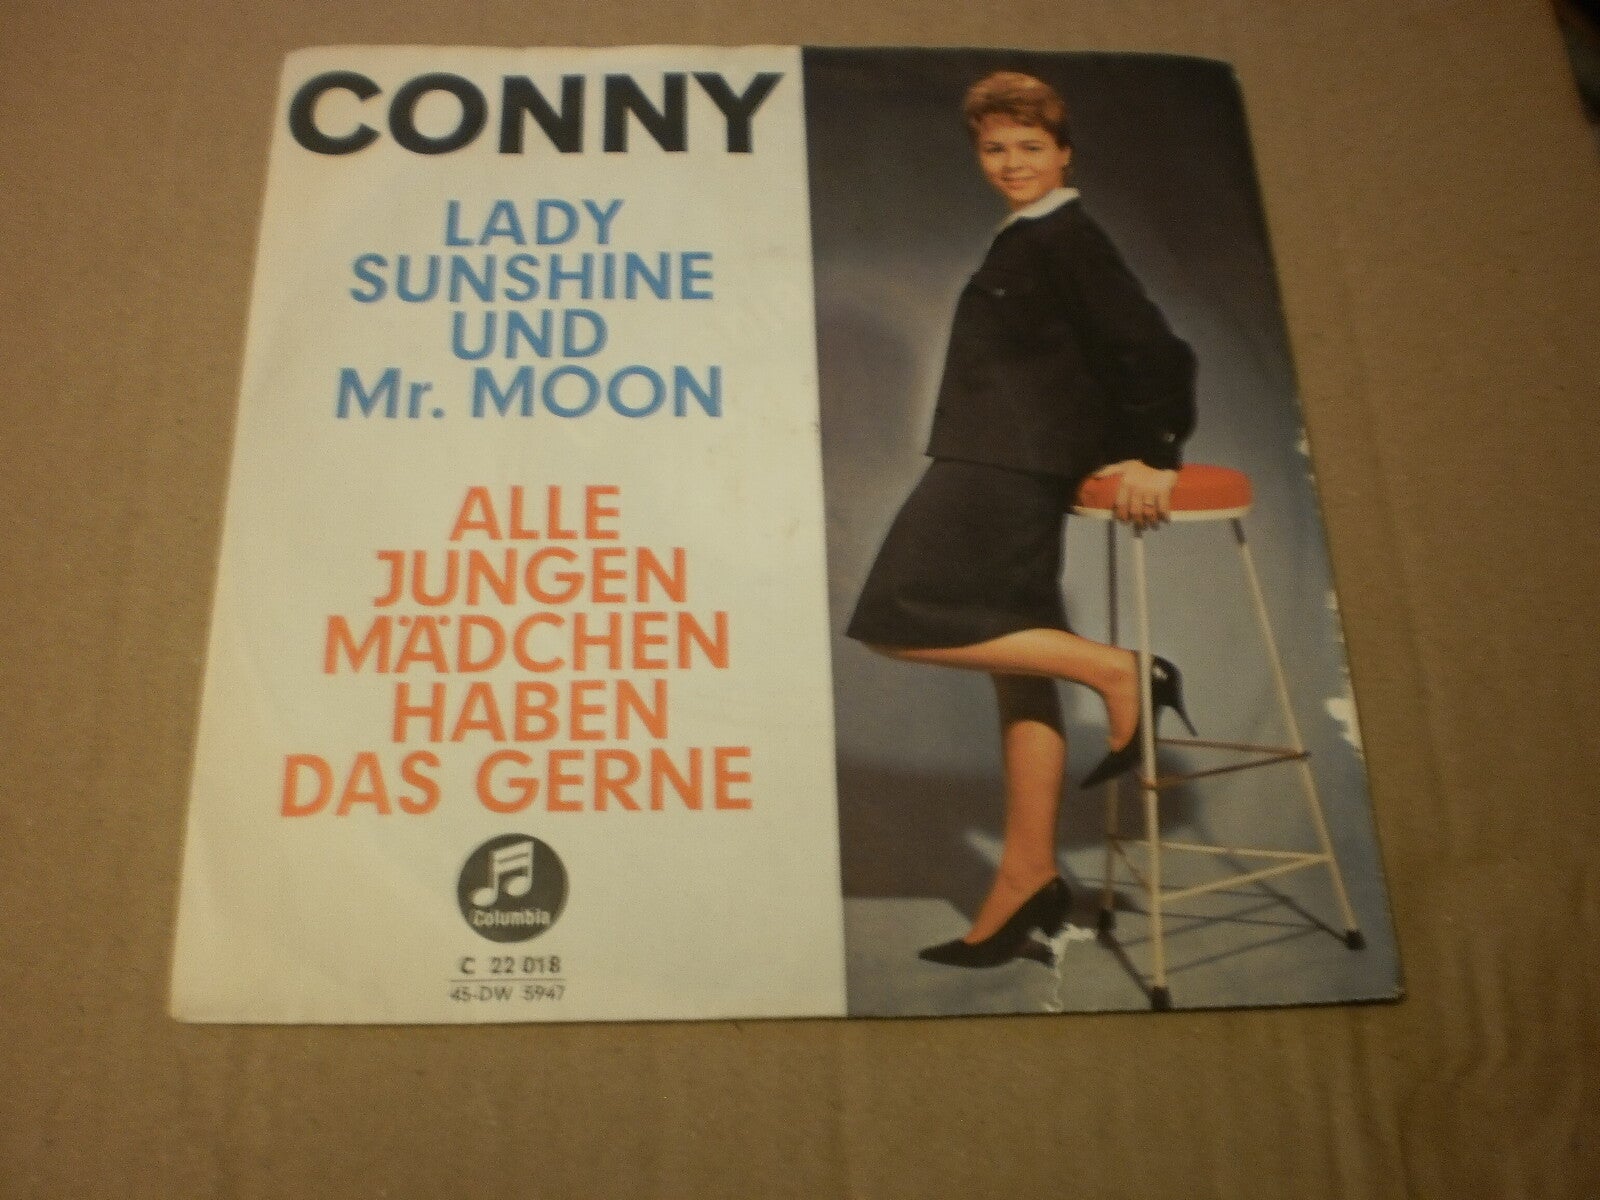 CONNY
LADY
SUNSHINE
UND
Mr. MOON
ALLE
JUNGEN
MÄDCHEN
HABEN
DAS GERNE
Columbia
C 22 018
45-DW 5947